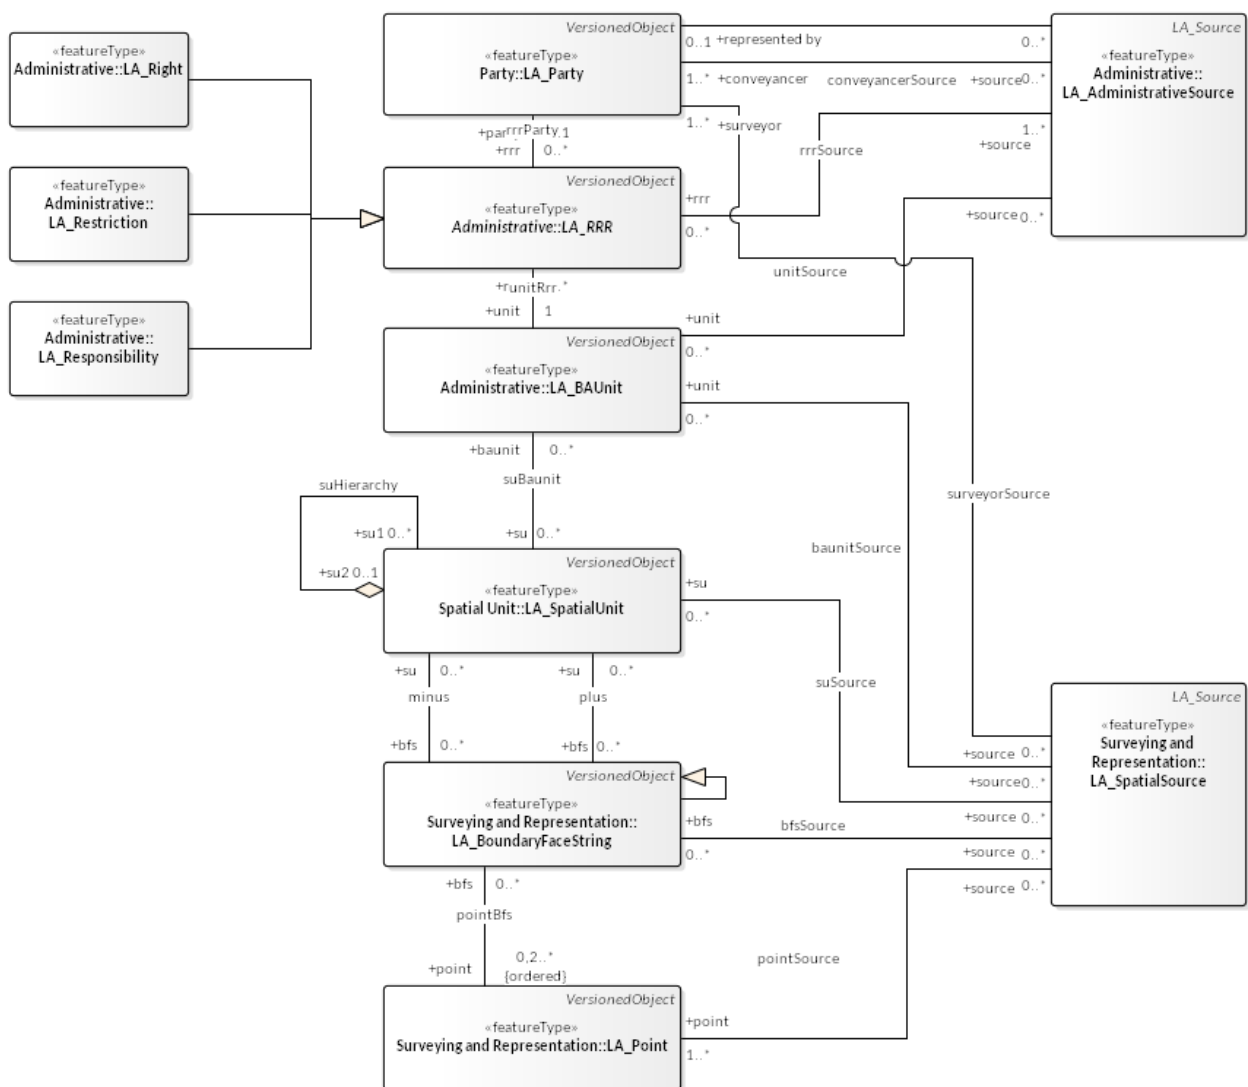 «featureType»
Administrative::LA_Right
«featureType»
Administrative::
LA_Restriction
«featureType»
Administrative::
LA_Responsibility
VersionedObject
«featureType»
Party::LA_Party
0..1 +represented by 0..*
1..* +conveyancer conveyancerSource +source 0..*
1..* +surveyor
LA_Source
«featureType»
Administrative::
LA_AdministrativeSource
rrrParty
+rrr 0..*
rrrSource
1..*
+source
VersionedObject
«featureType»
Administrative::LA_RRR
+rrr
0..*
+source 0..*
unitSource
unitRrr
+unit 1
VersionedObject
«featureType»
Administrative::LA_BAUnit
+unit
0..*
+unit
0..*
+baunit 0..*
suBaunit
+su 0..*
suHierarchy
+su1 0..*
+su2 0..1
surveyorSource
baunitSource
VersionedObject
«featureType»
Spatial Unit::LA_SpatialUnit
+su
0..*
suSource
+su 0..*
minus
+bfs 0..*
+su 0..*
plus
+bfs 0..*
LA_Source
«featureType»
Surveying and
Representation::
LA_SpatialSource
+source 0..*
+source 0..*
+source 0..*
+source 0..*
+source 0..*
VersionedObject
«featureType»
Surveying and Representation::
LA_BoundaryFaceString
+bfs
0..*
bfsSource
+bfs 0..*
pointBfs
0,2..*
+point {ordered}
pointSource
VersionedObject
«featureType»
Surveying and Representation::LA_Point
+point
1..*